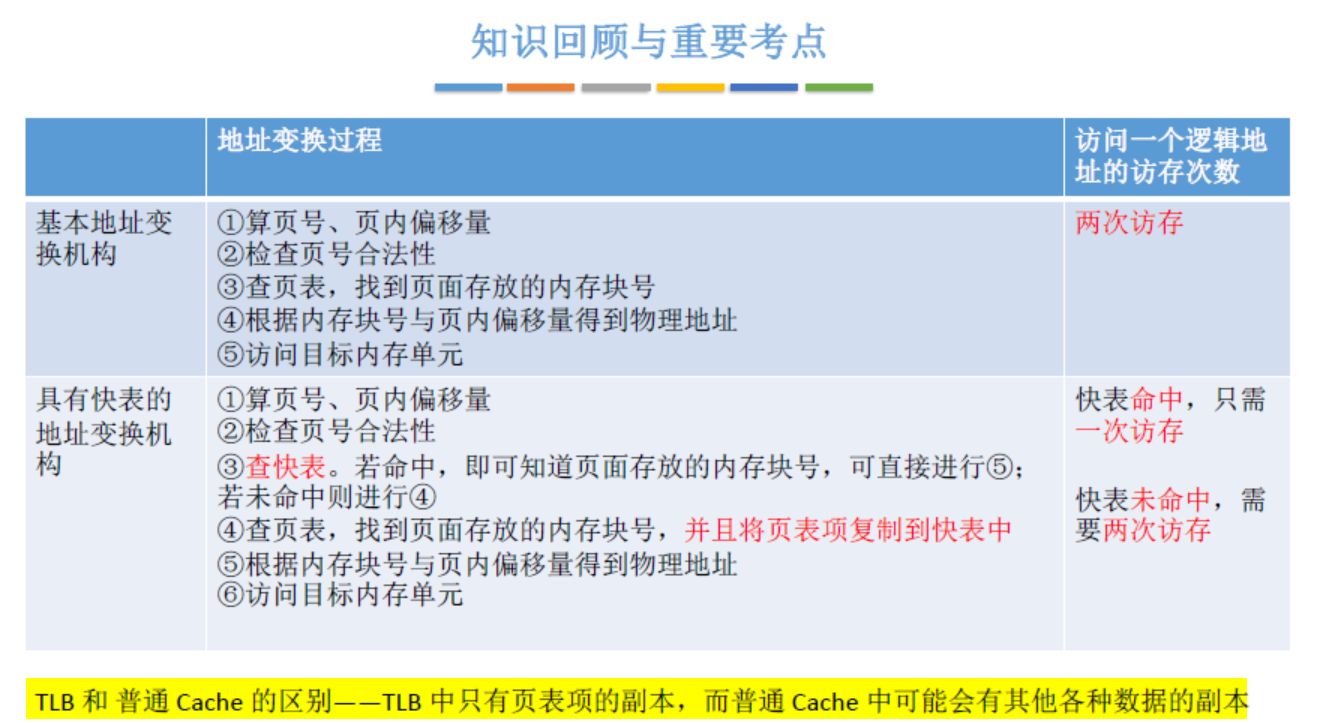 知识回顾与重要考点
地址变换过程
访问一个逻辑地
址的访存次数
基本地址变
换机构
①算页号、页内偏移量
②检查页号合法性
③查页表，找到页面存放的内存块号
④根据内存块号与页内偏移量得到物理地址
⑤访问目标内存单元
两次访存
具有快表的
地址变换机
构
①算页号、页内偏移量
②检查页号合法性
③查快表。若命中，即可知道页面存放的内存块号，可直接进行⑤；
若未命中则进行④
④查页表，找到页面存放的内存块号，并且将页表项复制到快表中
⑤根据内存块号与页内偏移量得到物理地址
⑥访问目标内存单元
快表命中，只需
一次访存
快表未命中，需
要两次访存
TLB 和 普通 Cache 的区别——TLB 中只有页表项的副本，而普通 Cache 中可能会有其他各种数据的副本